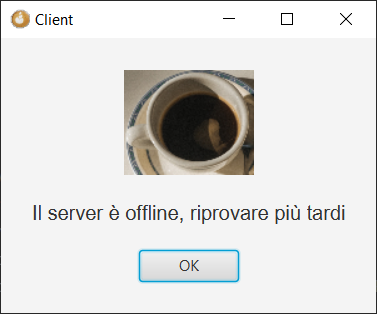 Client
Il server è offline, riprovare più tardi
OK